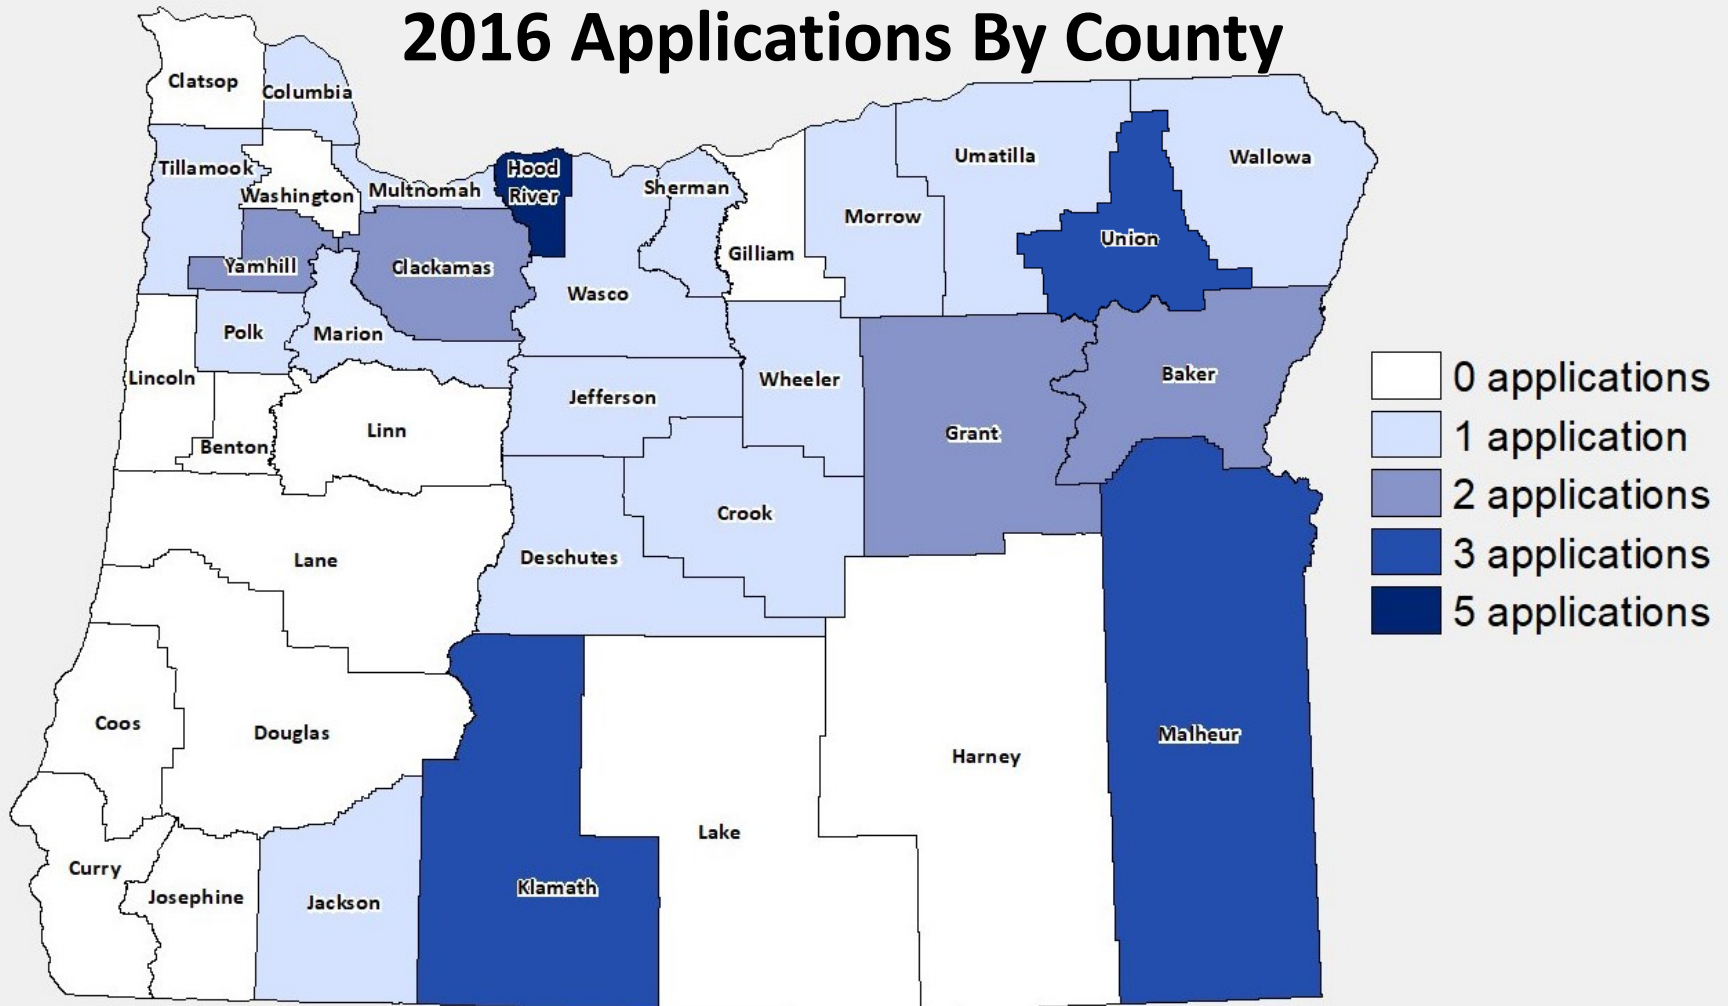 2016 Applications By County
Clatsop
Columbia
Tillamook
Washington
Multnomah
Hood
River
Sherman
Umatilla
Wallowa
Morrow
Gilliam
Union
Yamhill
Clackamas
Wasco
Polk
Marion
Lincoln
Wheeler
Baker
Jefferson
Benton
Linn
Grant
Crook
Lane
Deschutes
Coos
Douglas
Harney
Malheur
Lake
Curry
Josephine
Jackson
Klamath
0 applications
1 application
2 applications
3 applications
5 applications